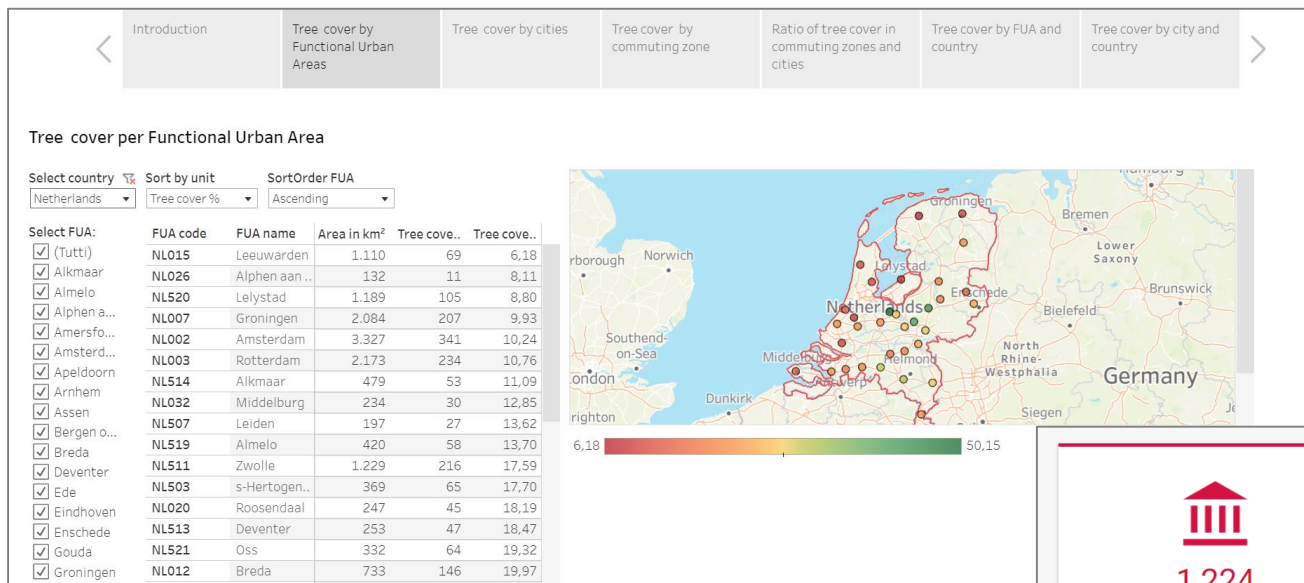 Introduction
Tree cover by Functional Urban Areas
Tree cover by cities
Tree cover by commuting zone
Ratio of tree cover in commuting zones and cities
Tree cover by FUA and country
Tree cover by city and country
Tree cover per Functional Urban Area
Select country Sort by unit SortOrder FUA
Netherlands Tree cover % Ascending
Select FUA:
(Tutti)
Alkmaar
Almelo
Alphen a...
Amersfo...
Amsterd...
Apeldoorn
Arnhem
Assen
Bergen o...
Breda
Deventer
Ede
Eindhoven
Enschede
Gouda
Groningen
FUA code FUA name Area in km² Tree cove.. Tree cove..
NL015 Leeuwarden 1.110 69 6,18
NL026 Alphen aan .. 132 11 8,11
NL520 Lelystad 1.189 105 8,80
NL007 Groningen 2.084 207 9,93
NL002 Amsterdam 3.327 341 10,24
NL003 Rotterdam 2.173 234 10,76
NL514 Alkmaar 479 53 11,09
NL032 Middelburg 234 30 12,85
NL507 Leiden 197 27 13,62
NL519 Almelo 420 58 13,70
NL511 Zwolle 1.229 216 17,59
NL503 s-Hertogen.. 369 65 17,70
NL020 Roosendaal 247 45 18,19
NL513 Deventer 253 47 18,47
NL521 Oss 332 64 19,32
NL012 Breda 733 146 19,97
Groningen
Bremen
Lower Saxony
rborough
Norwich
Lelystad
Enschede
Brunswick
Netherlands
Bielefeld
Southend-on-Sea
North Rhine-Westphalia
Middelburg
Helmond
Germany
ondon
Antwerp
Dunkirk
righton
Siegen
6,18 50,15
1.224